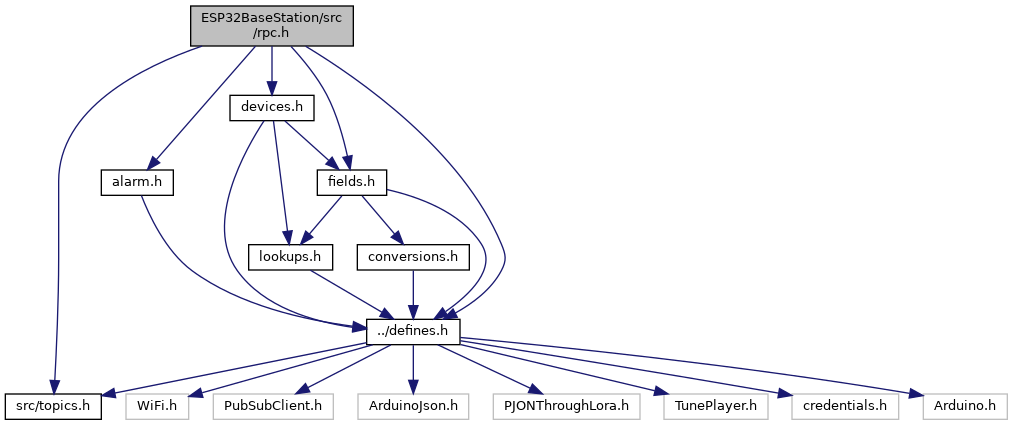 ESP32BaseStation/src
/rpc.h
devices.h
alarm.h
fields.h
lookups.h
conversions.h
../defines.h
src/topics.h
WiFi.h
PubSubClient.h
ArduinoJson.h
PJONThroughLora.h
TunePlayer.h
credentials.h
Arduino.h